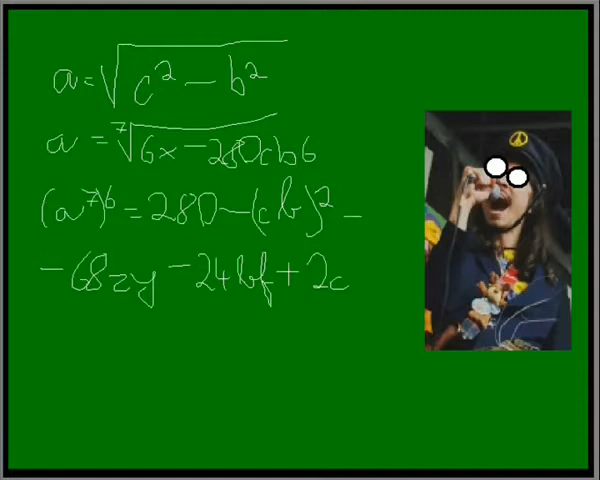 a=√c² - b²
a = ⁷√6x - 280cb6
(a⁷)⁶ = 280 - (cb)² -
- 68zy - 24bf + 2c